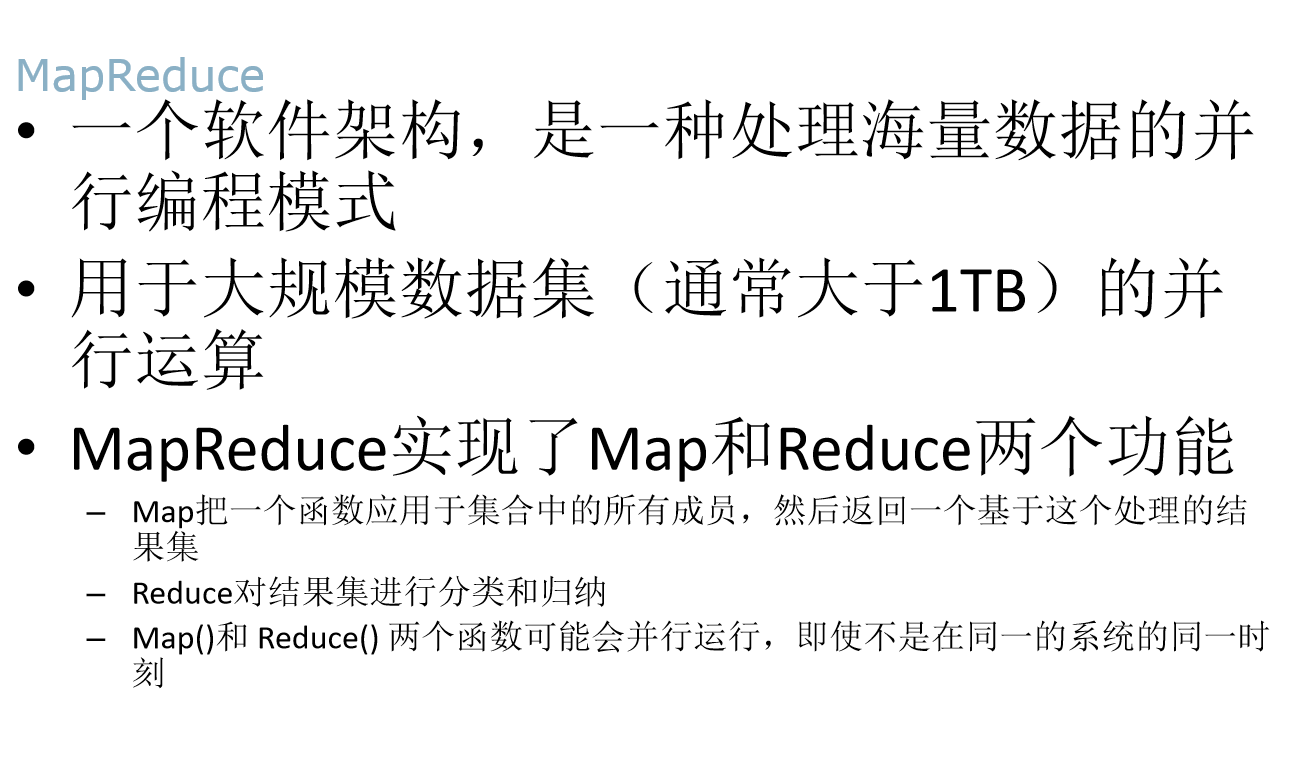 MapReduce
• 一个软件架构，是一种处理海量数据的并
行编程模式
• 用于大规模数据集（通常大于1TB）的并
行运算
• MapReduce实现了Map和Reduce两个功能
– Map把一个函数应用于集合中的所有成员，然后返回一个基于这个处理的结
果集
– Reduce对结果集进行分类和归纳
– Map()和 Reduce() 两个函数可能会并行运行，即使不是在同一的系统的同一时
刻